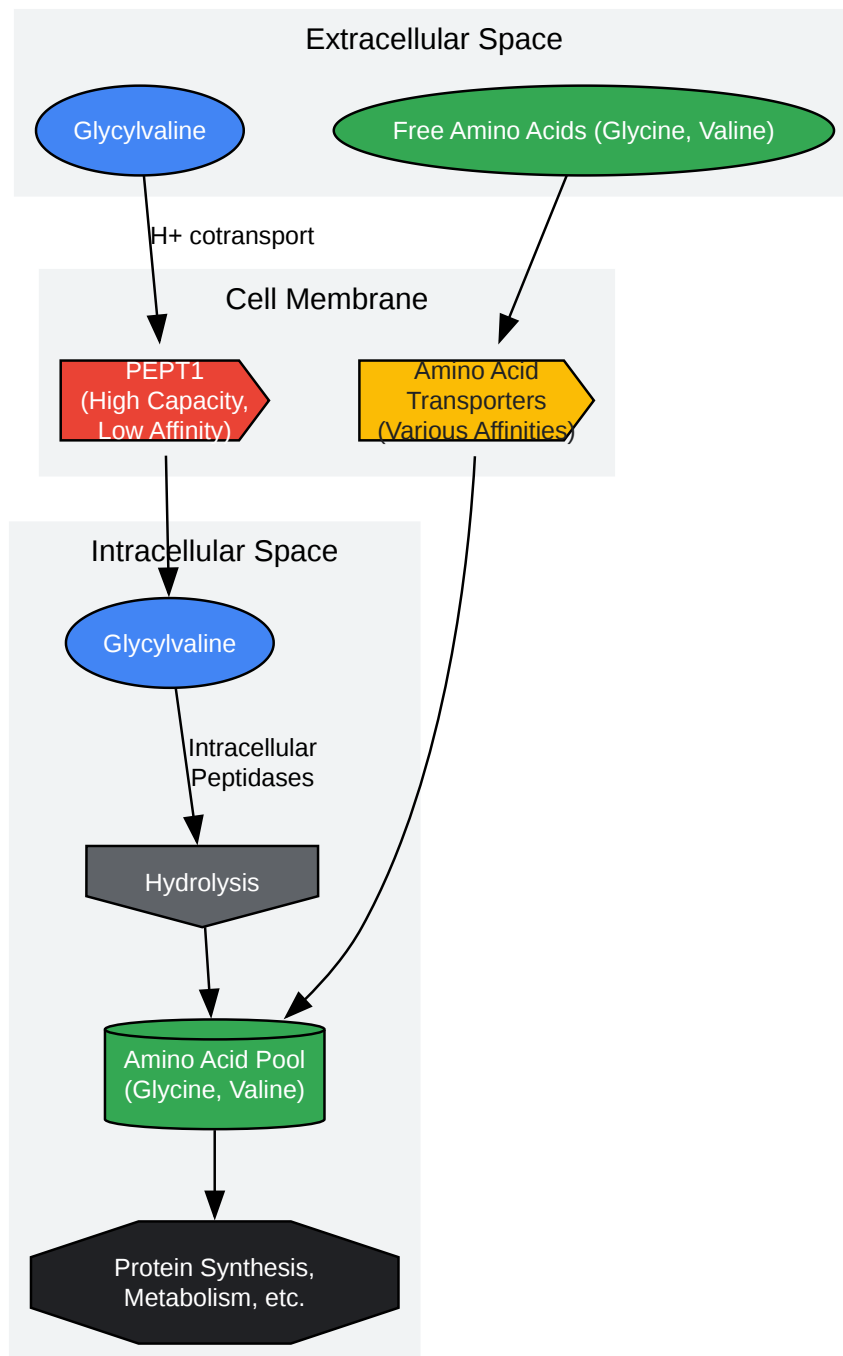 Extracellular Space
Glycylvaline
Free Amino Acids (Glycine, Valine)
H+ cotransport
Cell Membrane
PEPT1
(High Capacity,
Low Affinity)
Amino Acid
Transporters
(Various Affinities)
Intracellular Space
Glycylvaline
Intracellular
Peptidases
Hydrolysis
Amino Acid Pool
(Glycine, Valine)
Protein Synthesis,
Metabolism, etc.